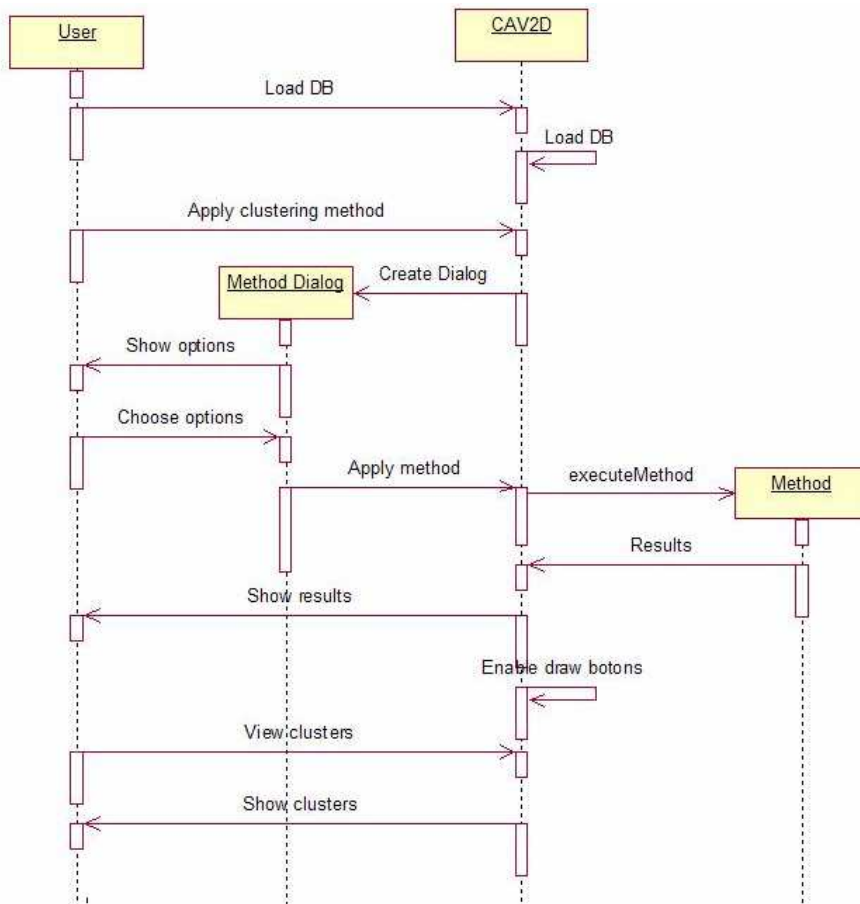 User
CAV2D
Load DB
Load DB
Apply clustering method
Method Dialog
Create Dialog
Show options
Choose options
Apply method
executeMethod
Method
Results
Show results
Enable draw botons
View clusters
Show clusters